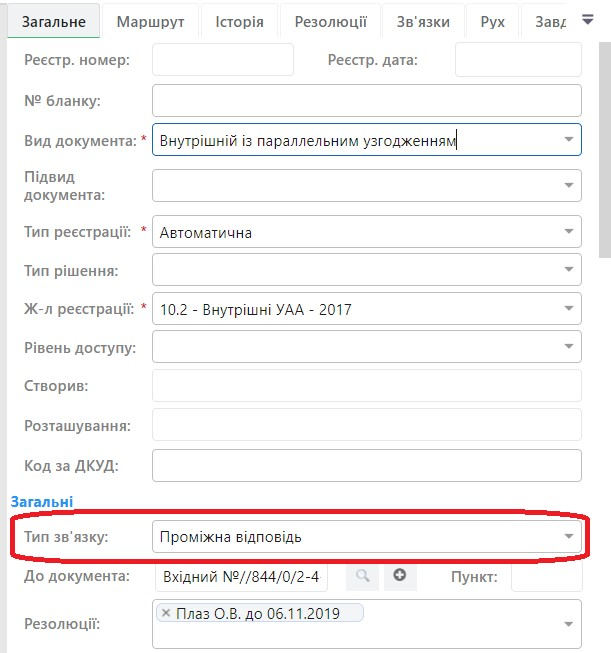 Загальне Маршрут Історія Резолюції Зв'язки Рух Завд
Реєстр. номер: Реєстр. дата:
№ бланку:
Вид документа: * Внутрішній із параллельним узгодженням
Підвид
документа:
Тип реєстрації: * Автоматична
Тип рішення:
Ж-л реєстрації: * 10.2 - Внутрішні УАА - 2017
Рівень доступу:
Створив:
Розташування:
Код за ДКУД:
Загальні
Тип зв'язку: Проміжна відповідь
До документа: Вхідний №//844/0/2-4 Пункт:
Резолюції: × Плаз О.В. до 06.11.2019